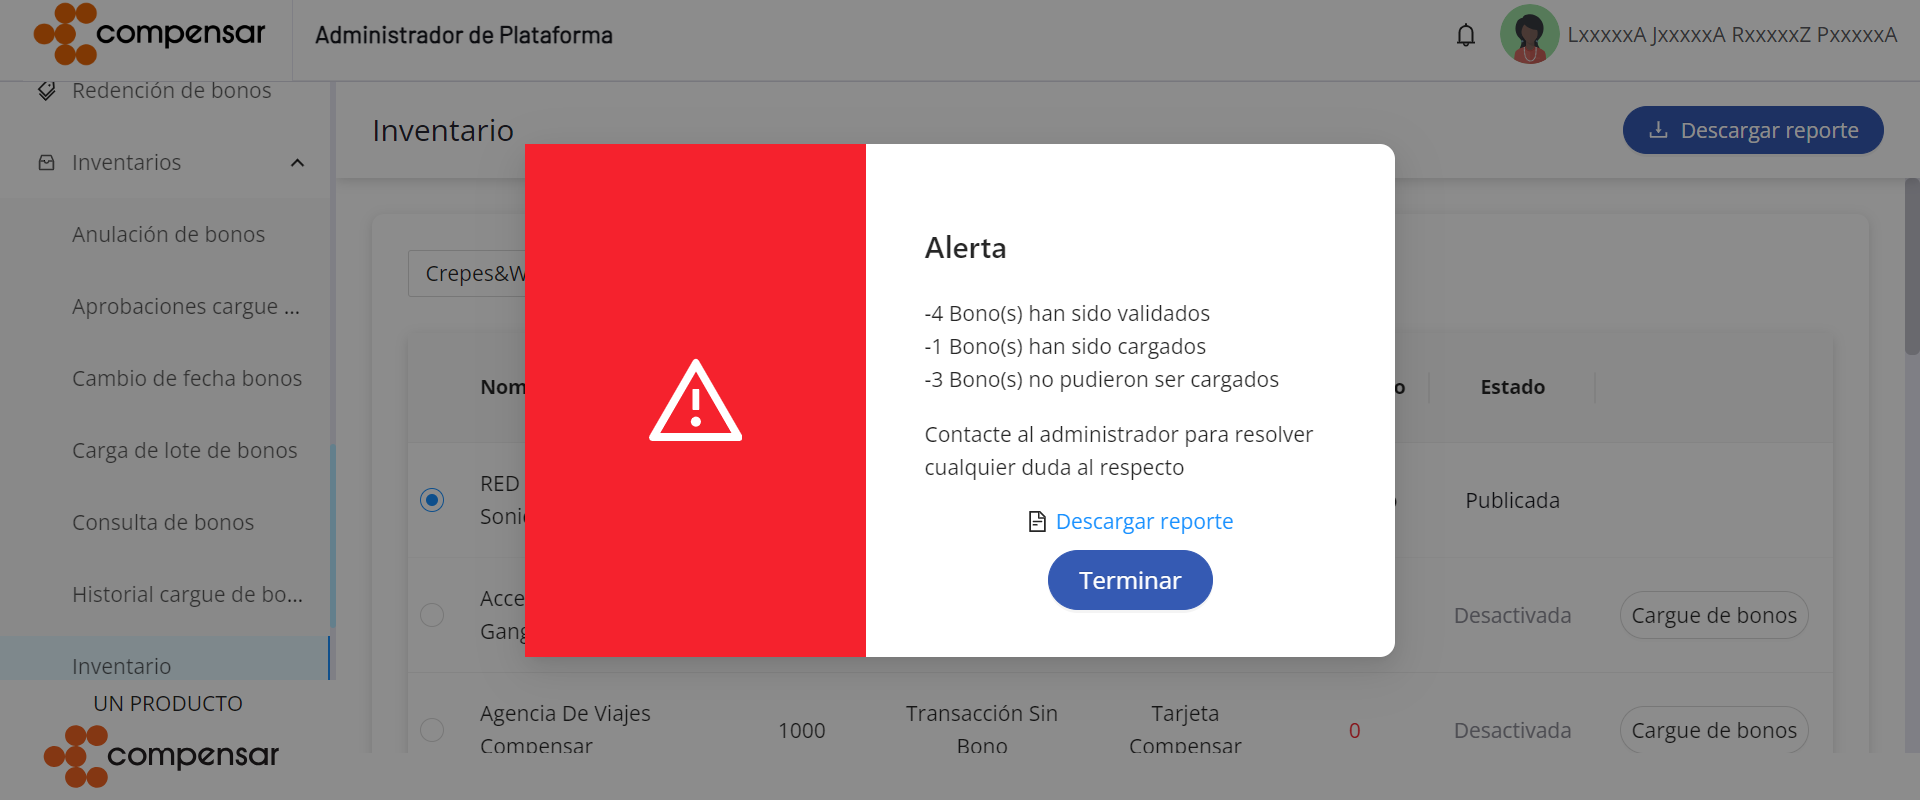 compensar
Administrador de Plataforma
LxxxxxA JxxxxxA RxxxxxZ PxxxxxA
Redención de bonos
Inventarios
Anulación de bonos
Aprobaciones cargue ...
Cambio de fecha bonos
Carga de lote de bonos
Consulta de bonos
Historial cargue de bo...
Inventario
UN PRODUCTO
compensar
Inventario
Descargar reporte
Crepes&W
Nom
o
Estado
RED
Soni
Publicada
Acce
Gang
Desactivada
Cargue de bonos
Agencia De Viajes
Compensar
1000
Transacción Sin
Bono
Tarjeta
Compensar
0
Desactivada
Cargue de bonos
Alerta
-4 Bono(s) han sido validados
-1 Bono(s) han sido cargados
-3 Bono(s) no pudieron ser cargados
Contacte al administrador para resolver
cualquier duda al respecto
Descargar reporte
Terminar